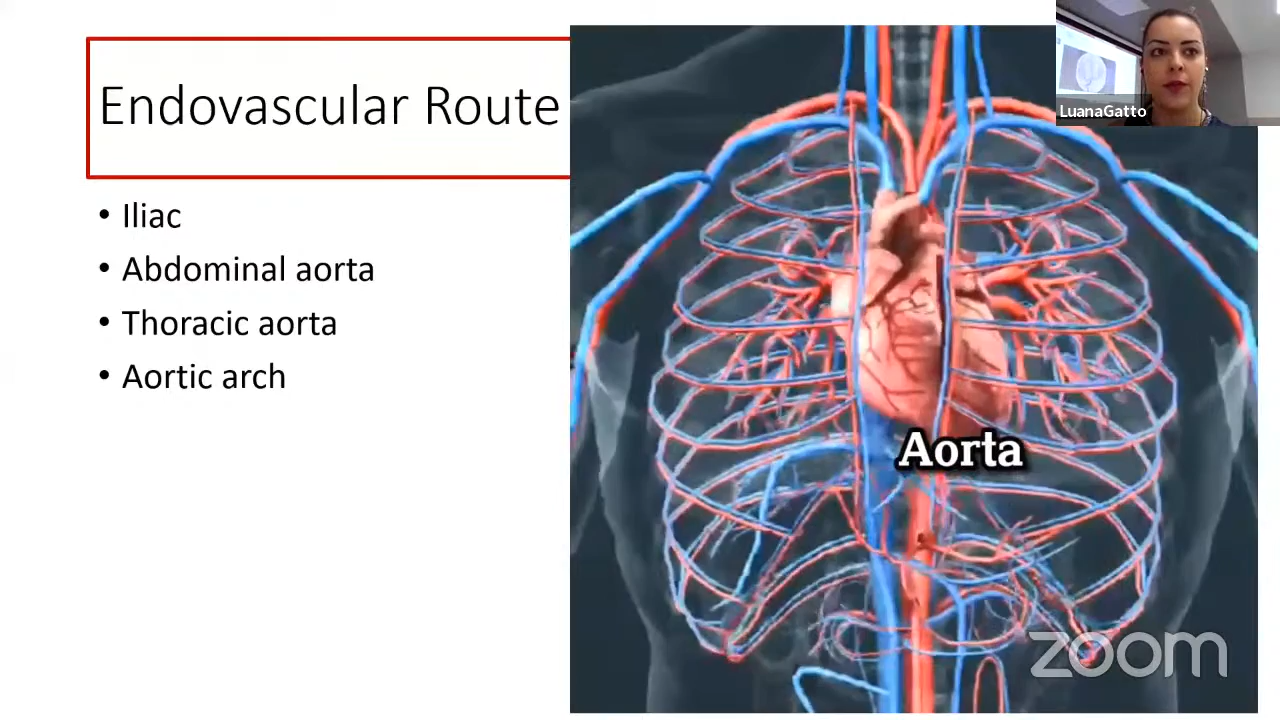 Endovascular Route
• Iliac
• Abdominal aorta
• Thoracic aorta
• Aortic arch
Aorta
LuanaGatto
zoom